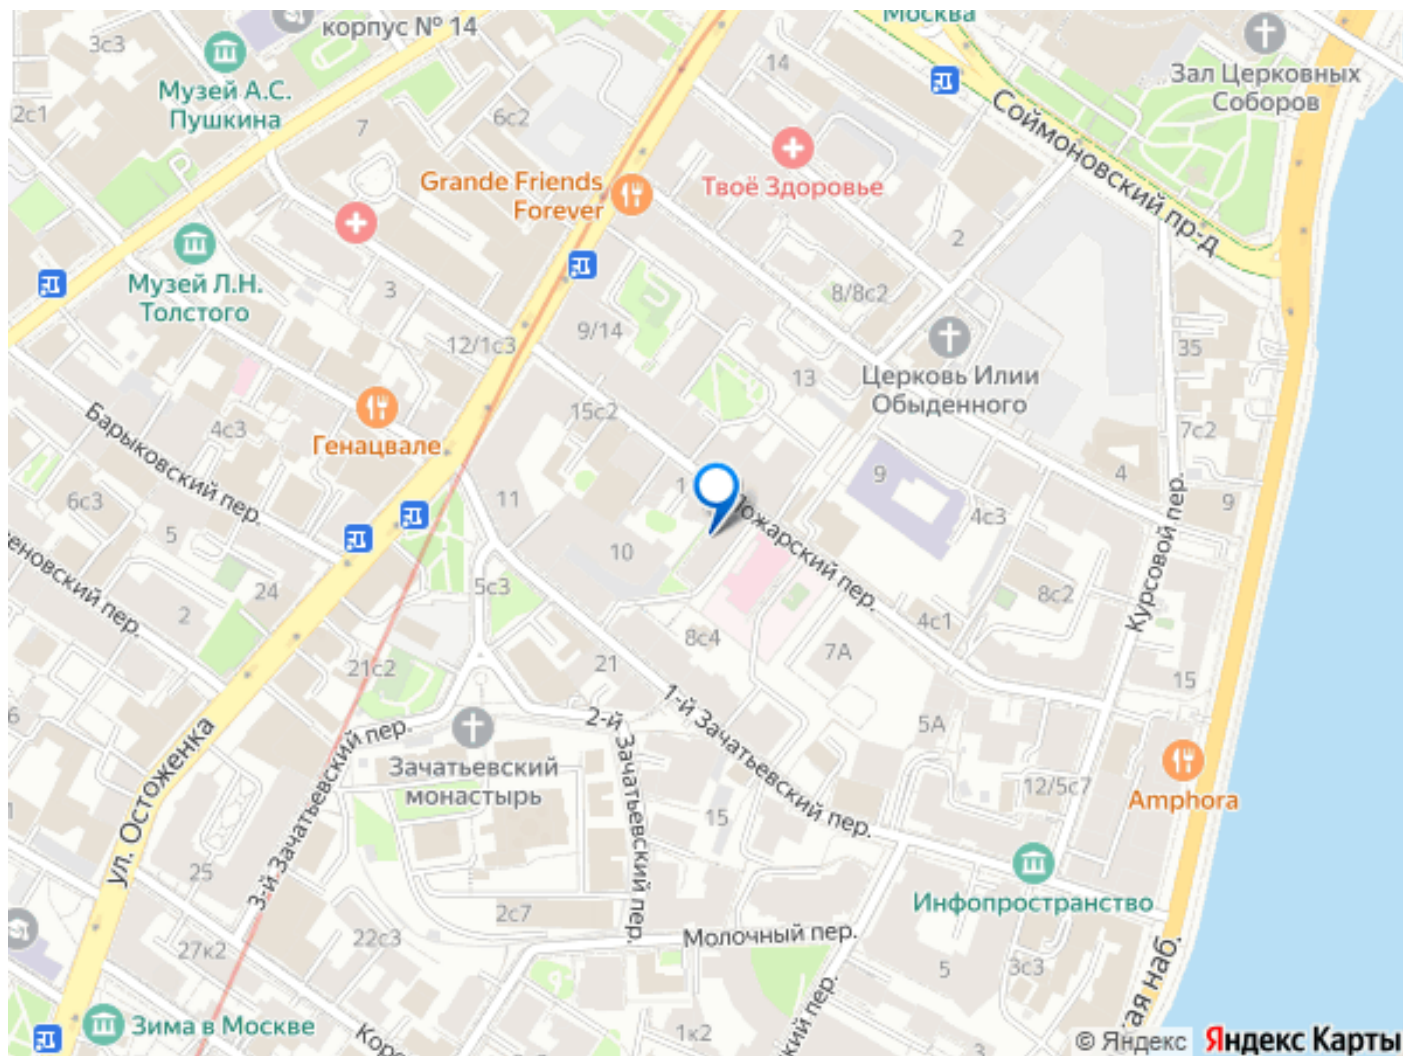 корпус № 14
Москва
3с3
Музей А.С.
Пушкина
2с1
7
6с2
14
Зал Церковных
Соборов
Соймоновский пр-д
Grande Friends
Forever
Твоё Здоровье
2
Музей Л.Н.
Толстого
3
8/8с2
9/14
12/1с3
35
13
Церковь Илии
Обыденного
15с2
Генацвале
4с3
Барыковский пер.
7с2
4
9
9
11
6с3
5
4с3
Пожарский пер.
Курсовой пер.
10
24
5с3
8с2
2
4с1
8с4
7А
21
21с2
15
1-й Зачатьевский пер.
2-й Зачатьевский пер.
5А
ул. Остоженка
3-й Зачатьевский пер.
Зачатьевский
монастырь
12/5с7
Amphora
15
25
Инфопространство
2с7
22с3
27к2
Молочный пер.
5
3с3
Зима в Москве
1к2
© Яндекс Яндекс Карты